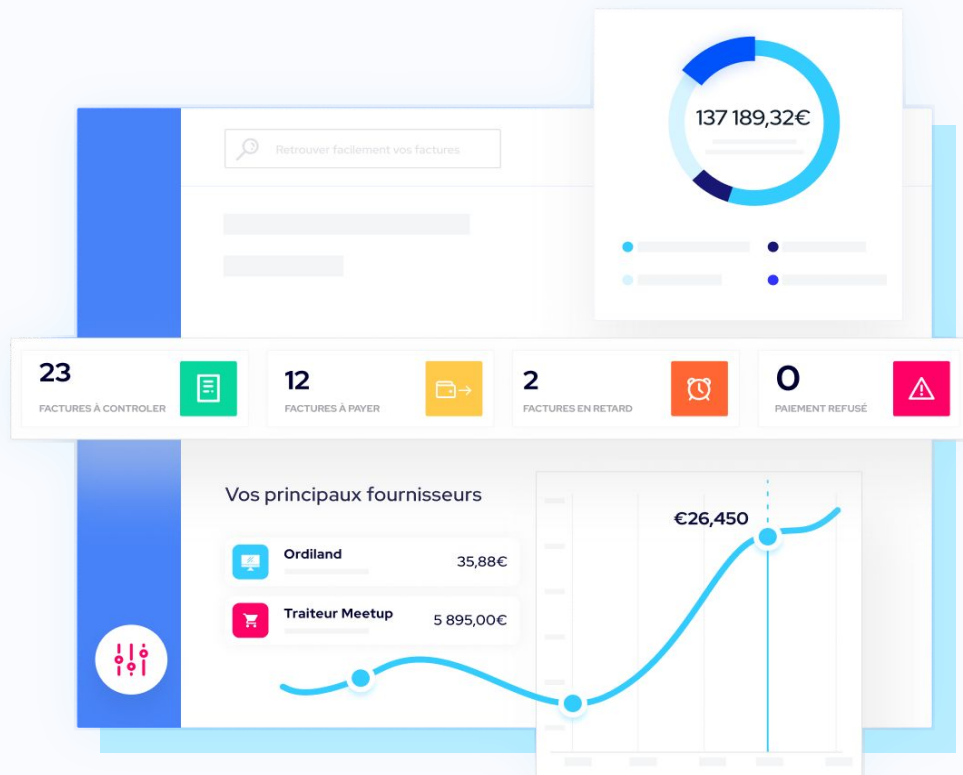 137 189,32€
Retrouver facilement vos factures
23
FACTURES À CONTROLER
12
FACTURES À PAYER
2
FACTURES EN RETARD
0
PAIEMENT REFUSÉ
Vos principaux fournisseurs
€26,450
Ordiland
35,88€
Traiteur Meetup
5 895,00€